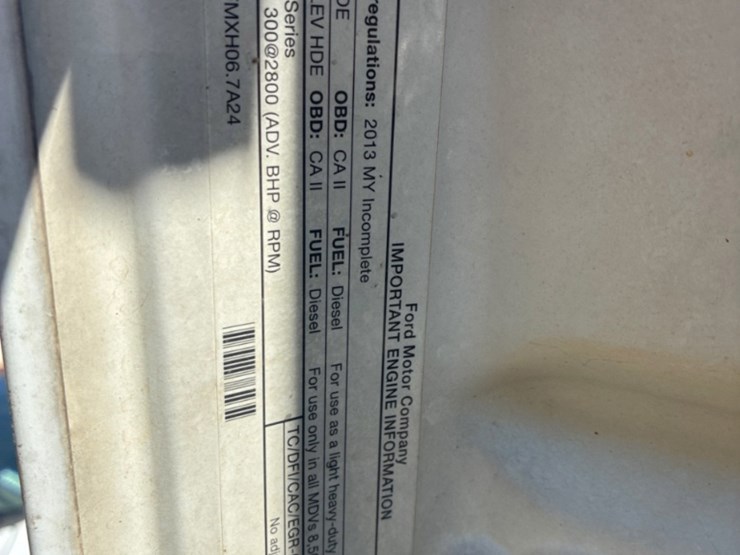 Ford Motor Company
IMPORTANT ENGINE INFORMATION
egulations: 2013 MY Incomplete
DE OBD: CA II FUEL: Diesel For use as a light heavy-duty
EV HDE OBD: CA II FUEL: Diesel For use only in all MDVs 8,5
Series TC/DFI/CAC/EGR-
300@2800 (ADV. BHP @ RPM) No adj
MXH06.7A24